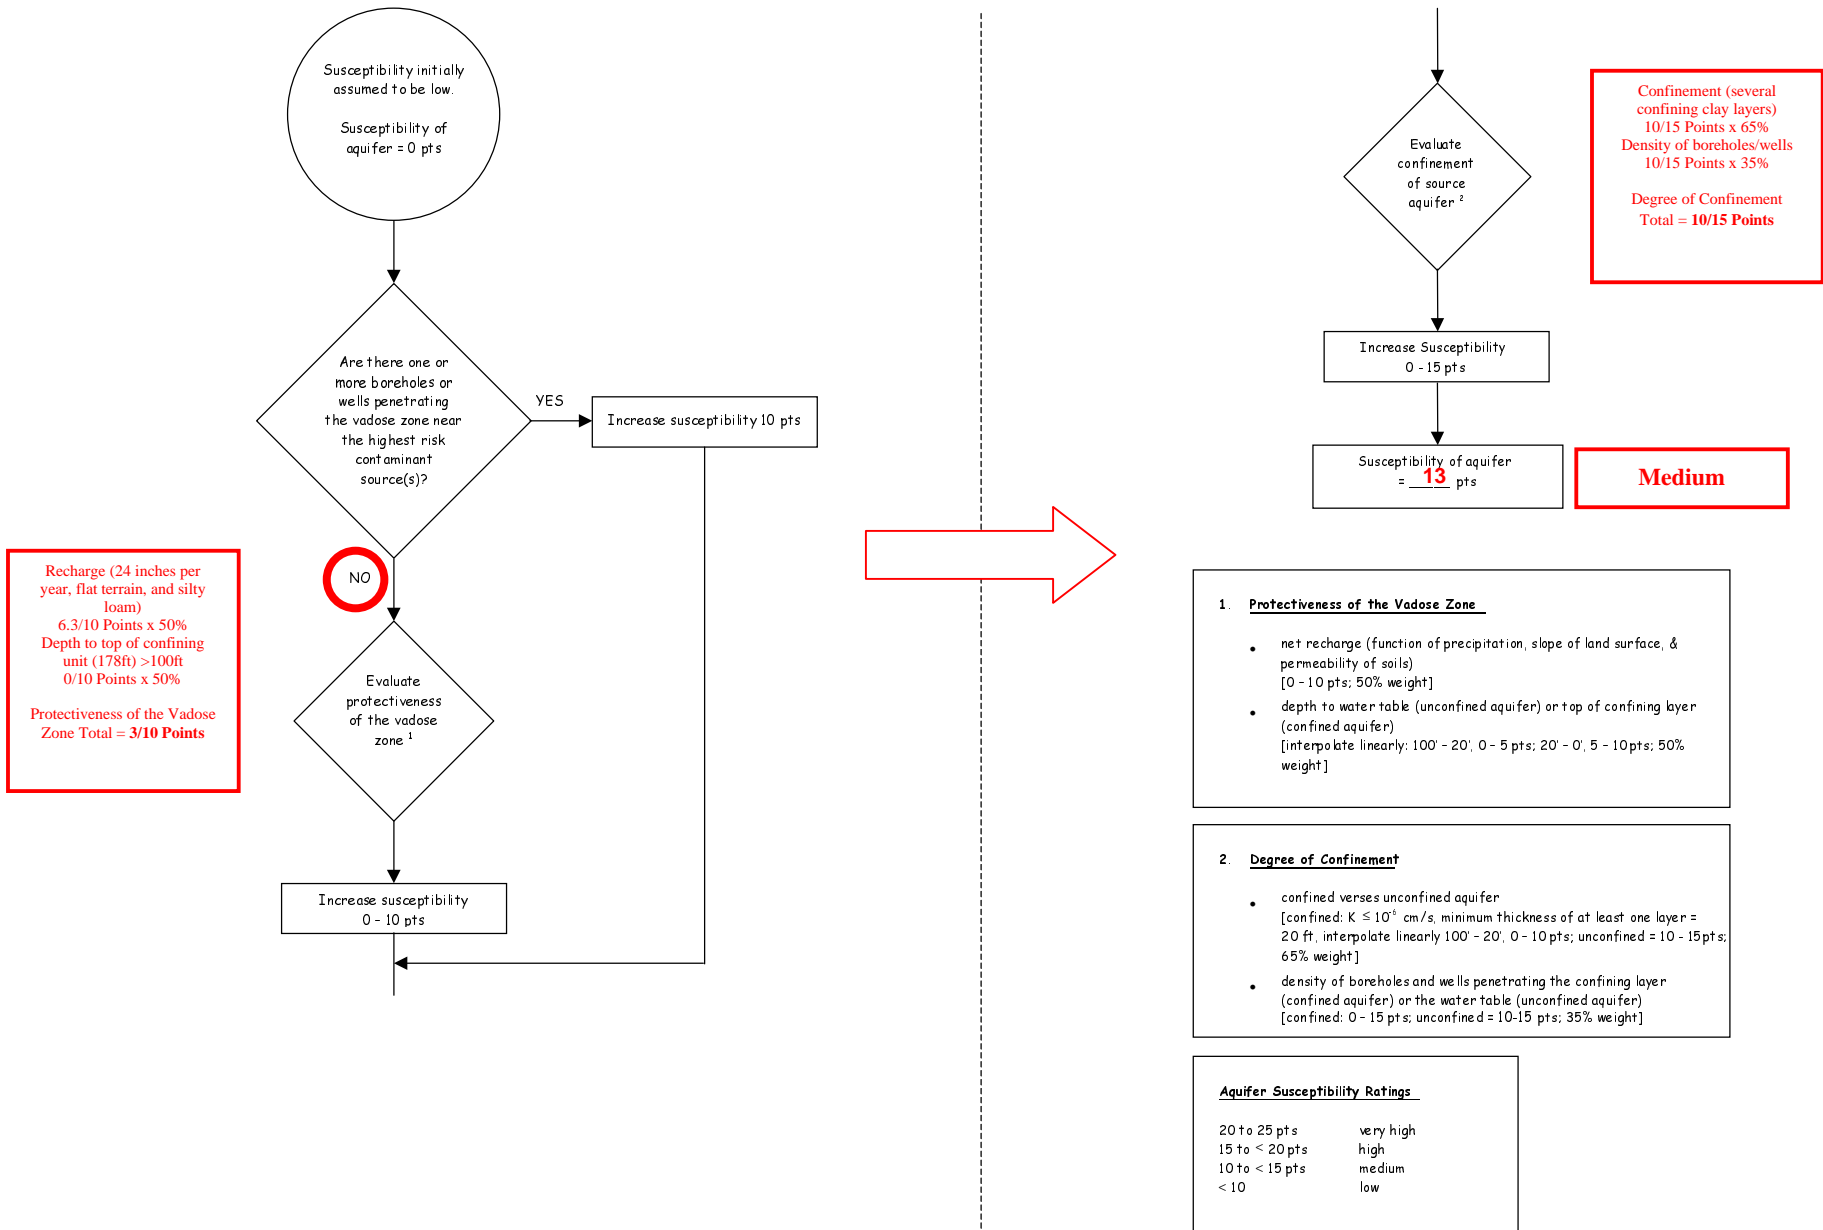 Susceptibility initially
assumed to be low.
Susceptibility of
aquifer = 0 pts
Are there one or
more boreholes or
wells penetrating
the vadose zone near
the highest risk
contaminant
source(s)?
YES
Increase susceptibility 10 pts
NO
Recharge (24 inches per
year, flat terrain, and silty
loam)
6.3/10 Points x 50%
Depth to top of confining
unit (178ft) >100ft
0/10 Points x 50%
Protectiveness of the Vadose
Zone Total = 3/10 Points
Evaluate
protectiveness
of the vadose
zone ¹
Increase susceptibility
0 - 10 pts
Evaluate
confinement
of source
aquifer ²
Confinement (several
confining clay layers)
10/15 Points x 65%
Density of boreholes/wells
10/15 Points x 35%
Degree of Confinement
Total = 10/15 Points
Increase Susceptibility
0 - 15 pts
Susceptibility of aquifer
= 13 pts
Medium
1. Protectiveness of the Vadose Zone
• net recharge (function of precipitation, slope of land surface, &
permeability of soils)
[0 - 10 pts; 50% weight]
• depth to water table (unconfined aquifer) or top of confining layer
(confined aquifer)
[interpolate linearly: 100' - 20', 0 - 5 pts; 20' - 0', 5 - 10pts; 50%
weight]
2. Degree of Confinement
• confined verses unconfined aquifer
[confined: K ≤ 10⁻⁶ cm/s, minimum thickness of at least one layer =
20 ft, interpolate linearly 100' - 20', 0 - 10 pts; unconfined = 10 - 15pts;
65% weight]
• density of boreholes and wells penetrating the confining layer
(confined aquifer) or the water table (unconfined aquifer)
[confined: 0 - 15 pts; unconfined = 10-15 pts; 35% weight]
Aquifer Susceptibility Ratings
20 to 25 pts very high
15 to < 20 pts high
10 to < 15 pts medium
< 10 low